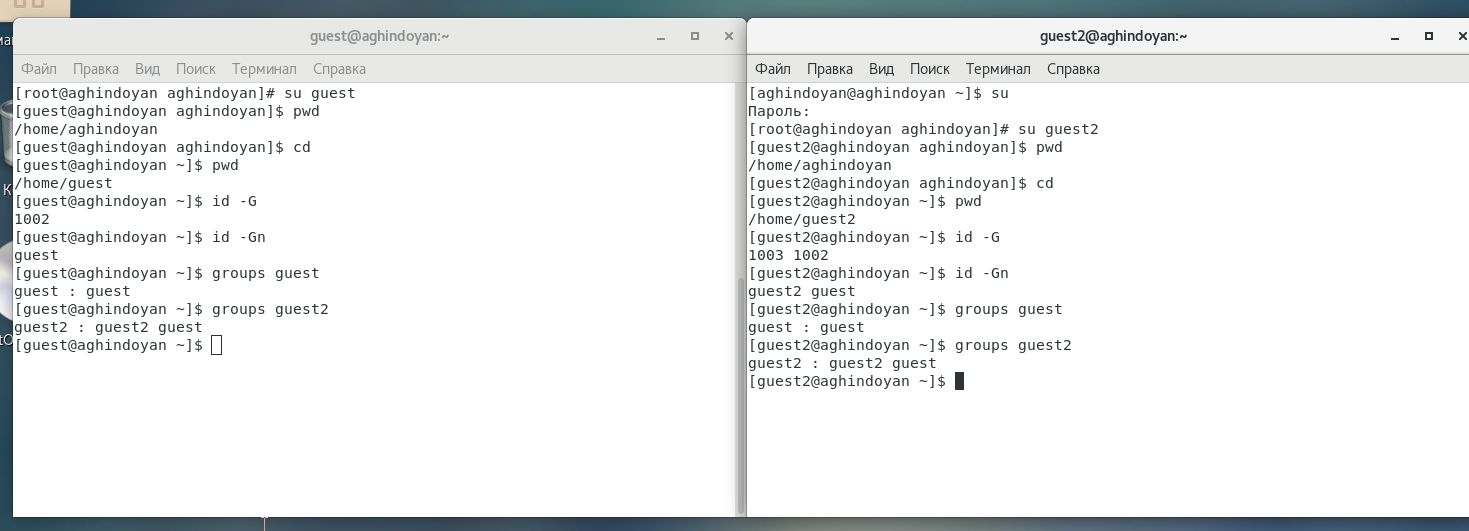 guest@aghindoyan:~
Файл Правка Вид Поиск Терминал Справка
[root@aghindoyan aghindoyan]# su guest
[guest@aghindoyan aghindoyan]$ pwd
/home/aghindoyan
[guest@aghindoyan aghindoyan]$ cd
[guest@aghindoyan ~]$ pwd
/home/guest
[guest@aghindoyan ~]$ id -G
1002
[guest@aghindoyan ~]$ id -Gn
guest
[guest@aghindoyan ~]$ groups guest
guest : guest
[guest@aghindoyan ~]$ groups guest2
guest2 : guest2 guest
[guest@aghindoyan ~]$
guest2@aghindoyan:~
Файл Правка Вид Поиск Терминал Справка
[aghindoyan@aghindoyan ~]$ su
Пароль:
[root@aghindoyan aghindoyan]# su guest2
[guest2@aghindoyan aghindoyan]$ pwd
/home/aghindoyan
[guest2@aghindoyan aghindoyan]$ cd
[guest2@aghindoyan ~]$ pwd
/home/guest2
[guest2@aghindoyan ~]$ id -G
1003 1002
[guest2@aghindoyan ~]$ id -Gn
guest2 guest
[guest2@aghindoyan ~]$ groups guest
guest : guest
[guest2@aghindoyan ~]$ groups guest2
guest2 : guest2 guest
[guest2@aghindoyan ~]$